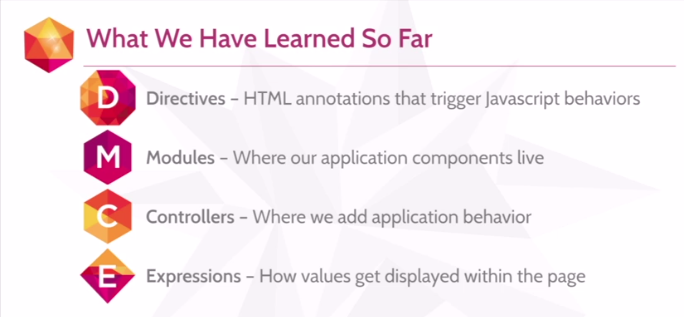 What We Have Learned So Far
D Directives – HTML annotations that trigger Javascript behaviors
M Modules – Where our application components live
C Controllers – Where we add application behavior
E Expressions – How values get displayed within the page